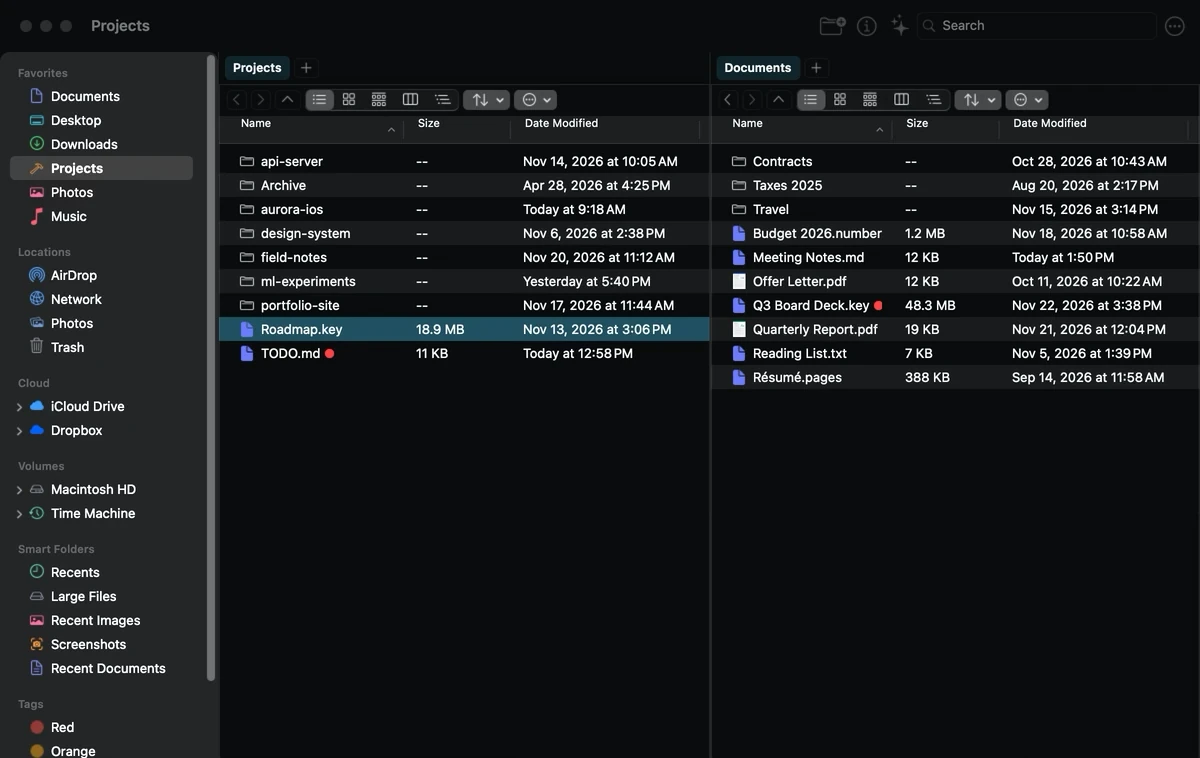 Projects
Search
Favorites
Documents
Desktop
Downloads
Projects
Photos
Music
Locations
AirDrop
Network
Photos
Trash
Cloud
iCloud Drive
Dropbox
Volumes
Macintosh HD
Time Machine
Smart Folders
Recents
Large Files
Recent Images
Screenshots
Recent Documents
Tags
Red
Orange
Projects +
Name Size Date Modified
api-server -- Nov 14, 2026 at 10:05 AM
Archive -- Apr 28, 2026 at 4:25 PM
aurora-ios -- Today at 9:18 AM
design-system -- Nov 6, 2026 at 2:38 PM
field-notes -- Nov 20, 2026 at 11:12 AM
ml-experiments -- Yesterday at 5:40 PM
portfolio-site -- Nov 17, 2026 at 11:44 AM
Roadmap.key 18.9 MB Nov 13, 2026 at 3:06 PM
TODO.md 11 KB Today at 12:58 PM
Documents +
Name Size Date Modified
Contracts -- Oct 28, 2026 at 10:43 AM
Taxes 2025 -- Aug 20, 2026 at 2:17 PM
Travel -- Nov 15, 2026 at 3:14 PM
Budget 2026.number 1.2 MB Nov 18, 2026 at 10:58 AM
Meeting Notes.md 12 KB Today at 1:50 PM
Offer Letter.pdf 12 KB Oct 11, 2026 at 10:22 AM
Q3 Board Deck.key 48.3 MB Nov 22, 2026 at 3:38 PM
Quarterly Report.pdf 19 KB Nov 21, 2026 at 12:04 PM
Reading List.txt 7 KB Nov 5, 2026 at 1:39 PM
Résumé.pages 388 KB Sep 14, 2026 at 11:58 AM